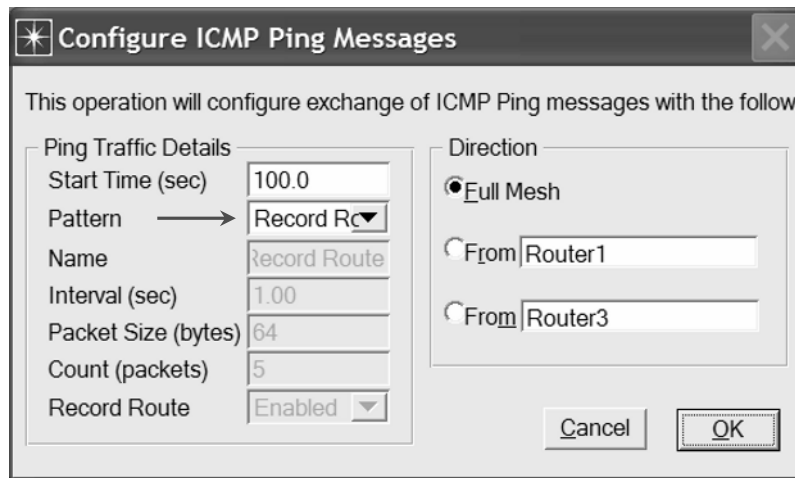 Configure ICMP Ping Messages
This operation will configure exchange of ICMP Ping messages with the follow
Ping Traffic Details
Start Time (sec) 100.0
Pattern Record Ro
Name Record Route
Interval (sec) 1.00
Packet Size (bytes) 64
Count (packets) 5
Record Route Enabled
Direction
Full Mesh
From Router1
From Router3
Cancel OK